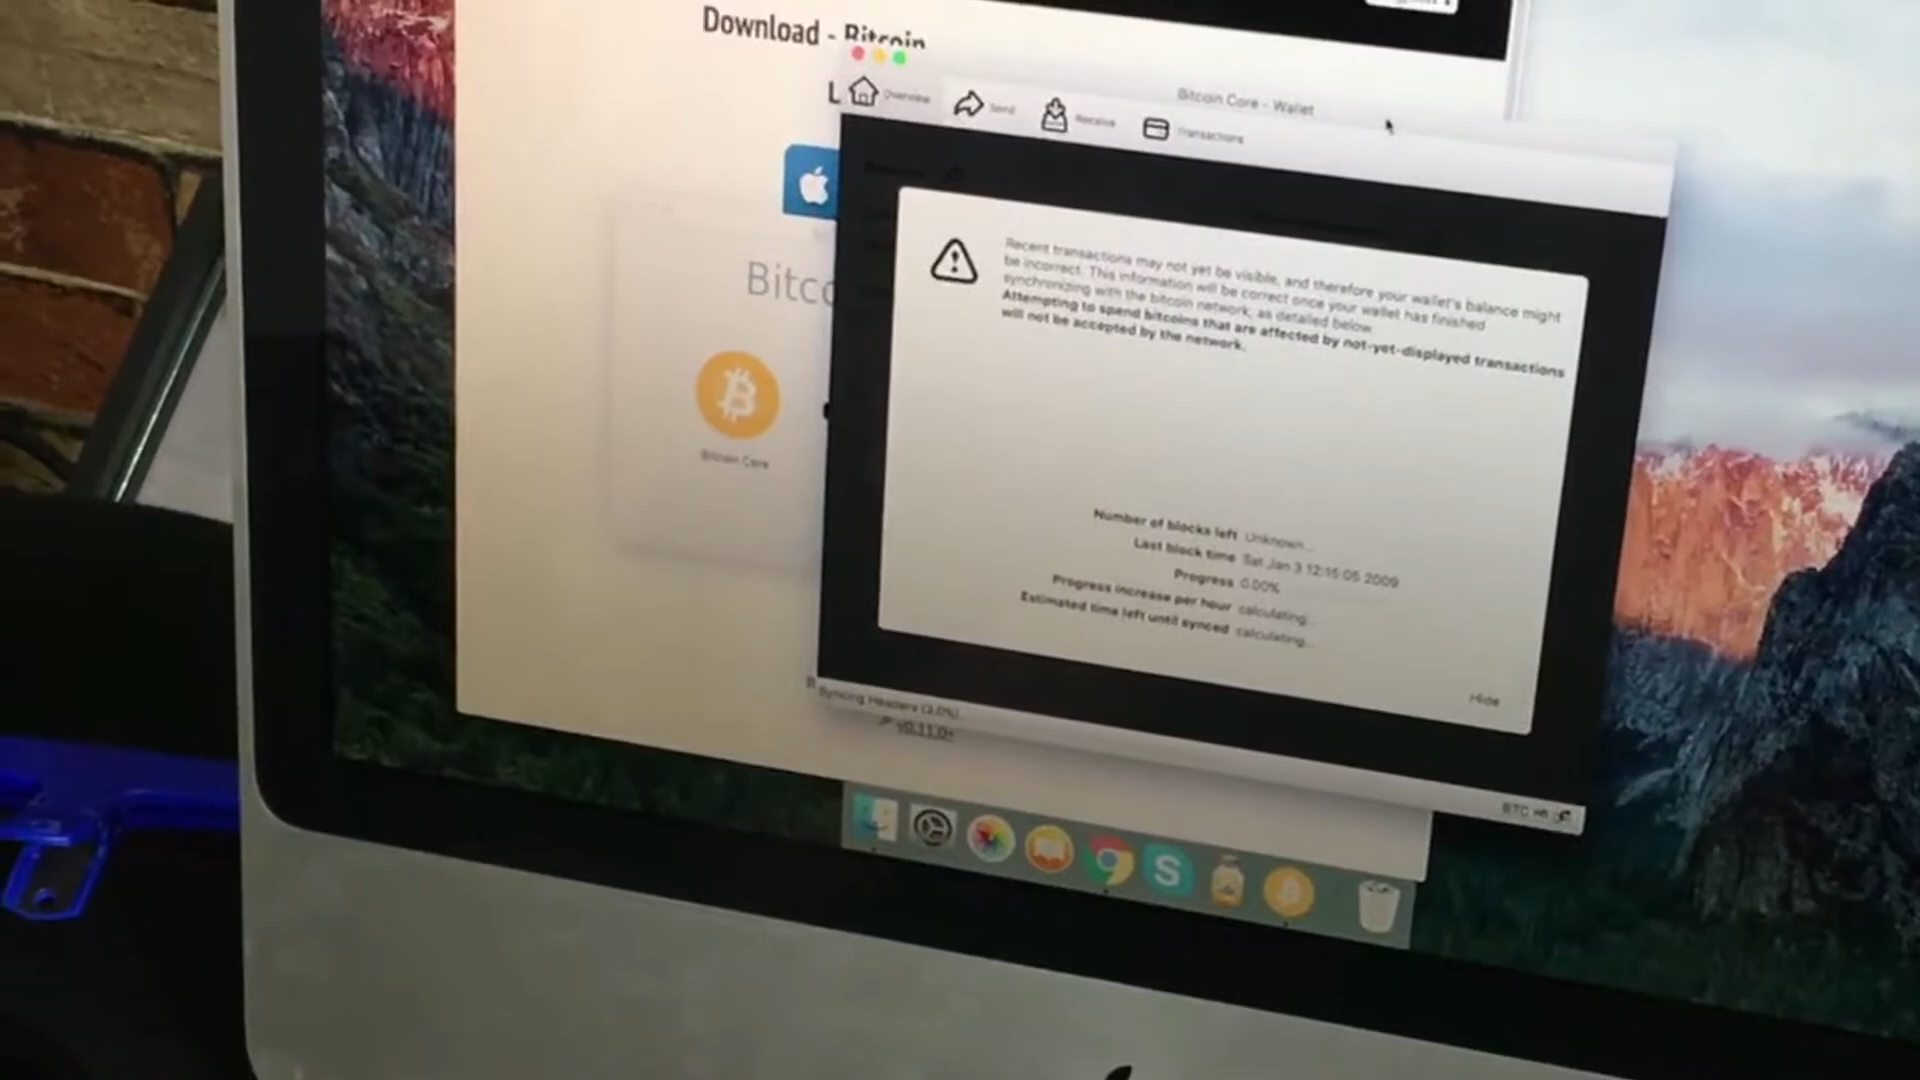 Download - Bitcoin
L
Overview
Send
Receive
Transactions
Bitcoin Core - Wallet
Bitco
Bitcoin Core
Recent transactions may not yet be visible, and therefore your wallet's balance might
be incorrect. This information will be correct once your wallet has finished
synchronizing with the bitcoin network, as detailed below.
Attempting to spend bitcoins that are affected by not-yet-displayed transactions
will not be accepted by the network.
Number of blocks left Unknown...
Last block time Sat Jan 3 12:15:05 2009
Progress 0.00%
Progress increase per hour calculating...
Estimated time left until synced calculating...
Hide
Syncing Headers (3.0%)...
v0.11.0+
BTC
S